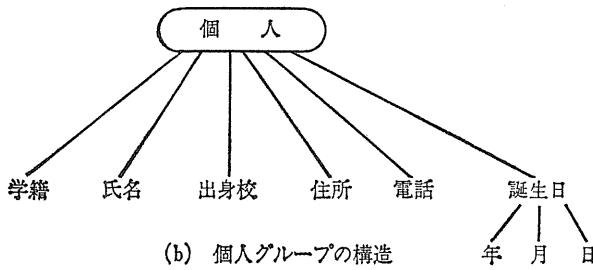 個 人
学籍 氏名 出身校 住所 電話 誕生日
年 月 日
(b) 個人グループの構造